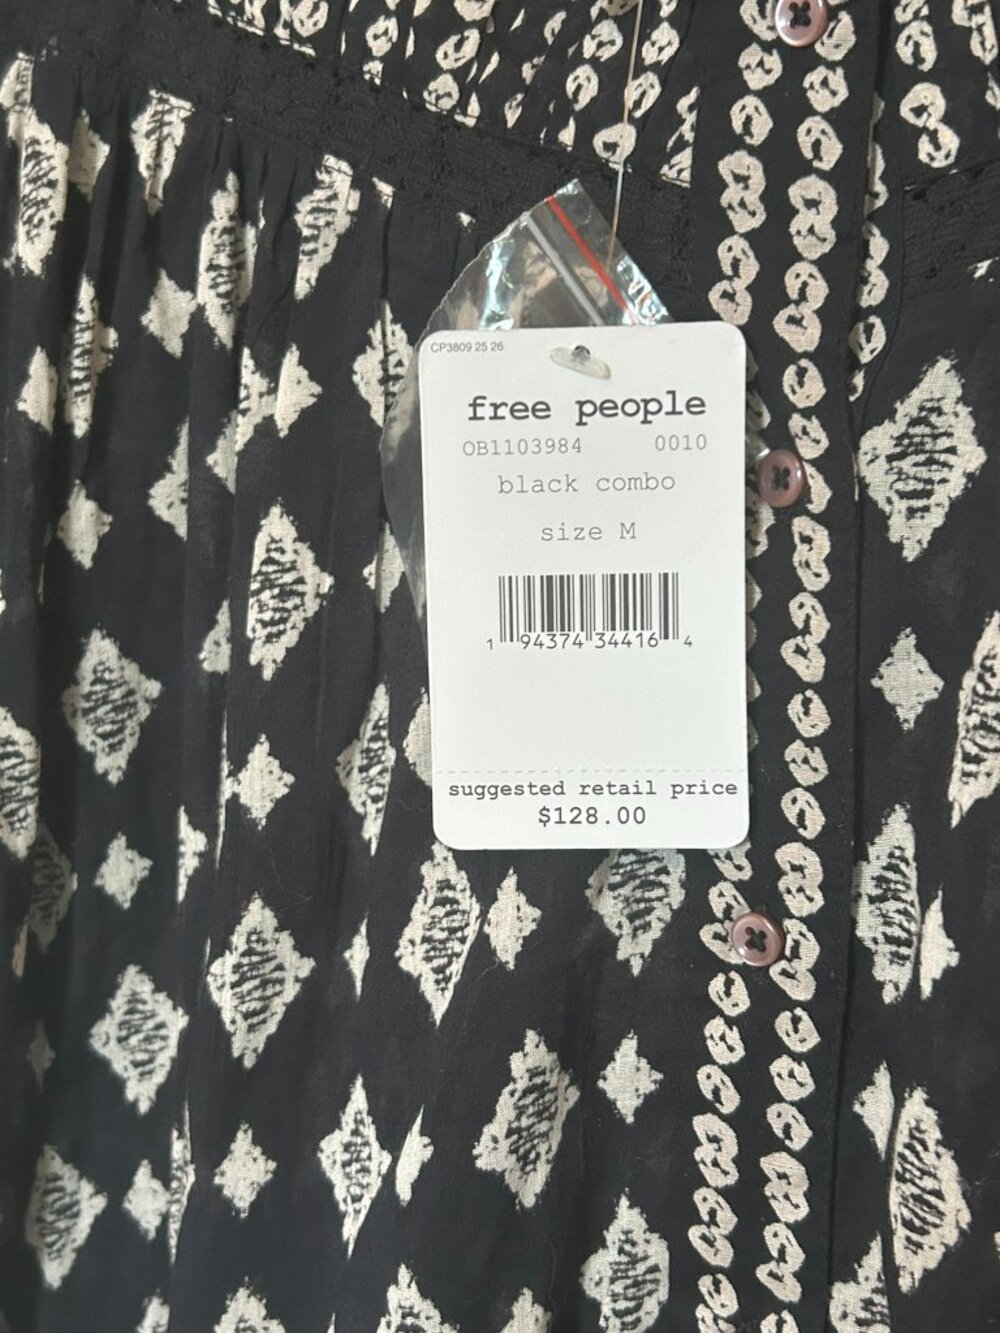 CP3809 25 26
free people
OB1103984 0010
black combo
size M
1 94374 34416 4
suggested retail price
$128.00